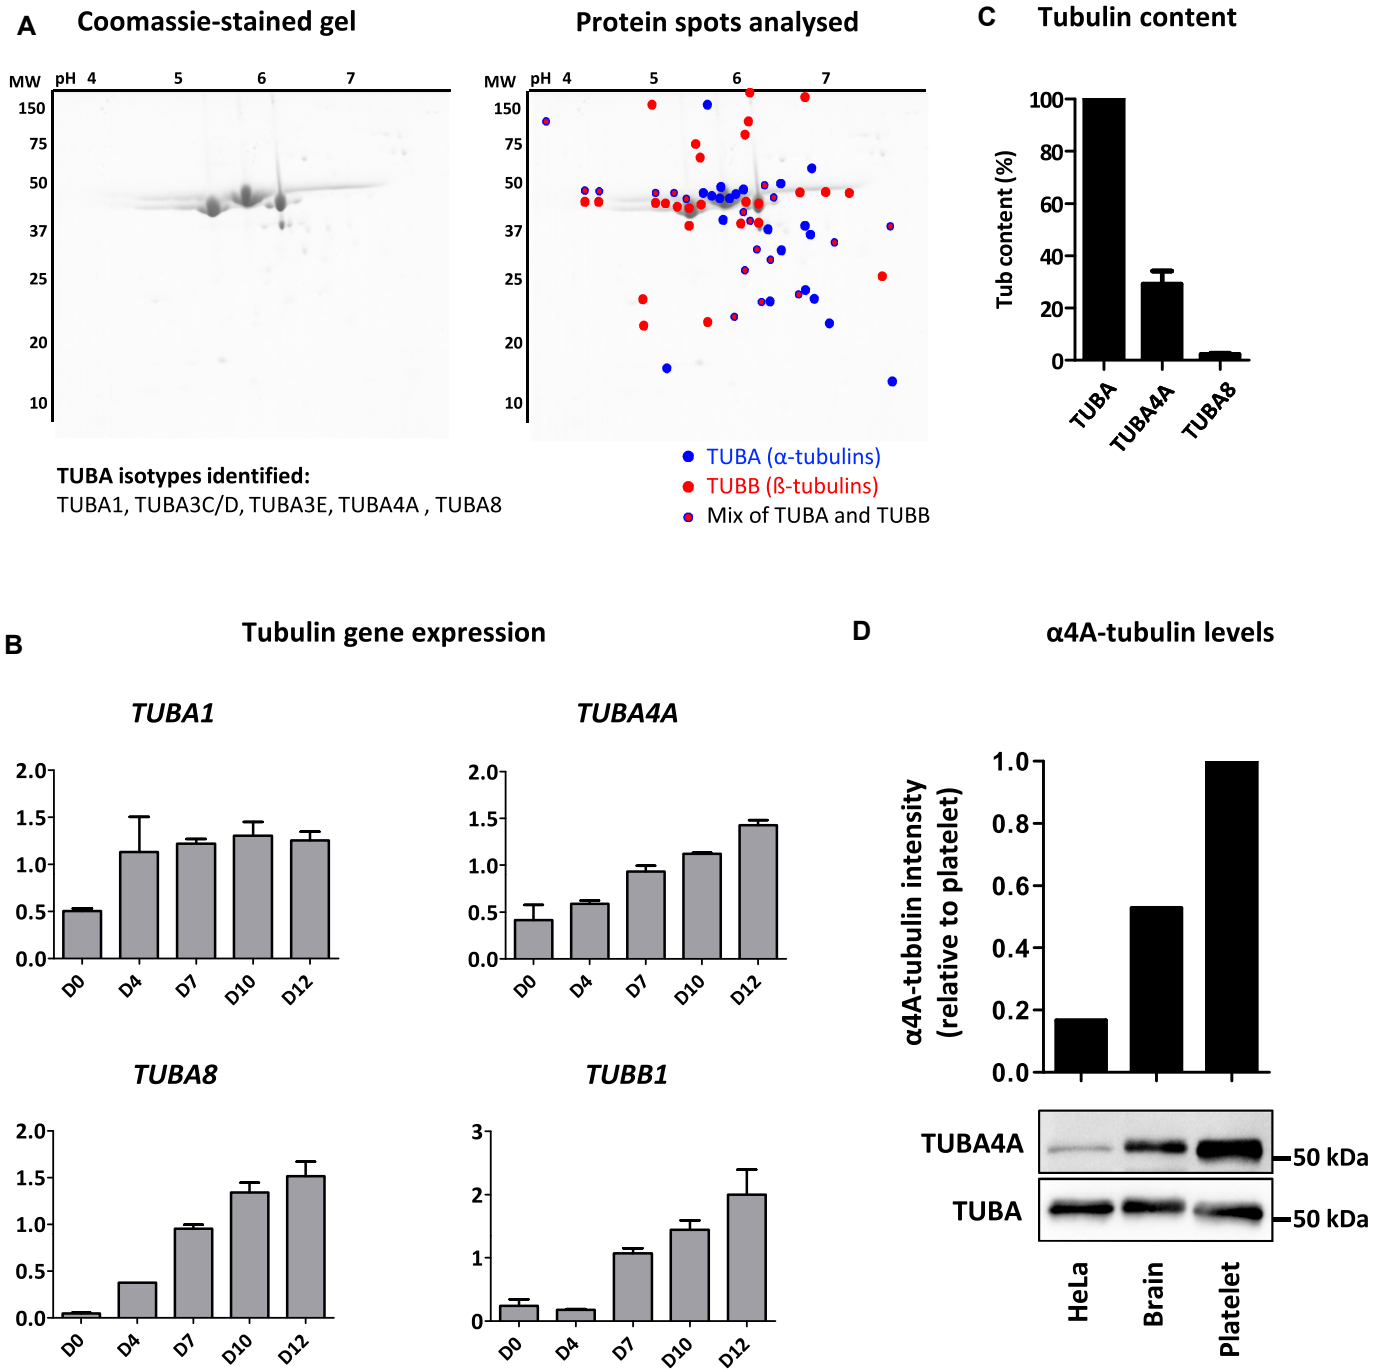 A
Coomassie-stained gel
MW
pH 4 5 6 7
150
75
50
37
25
20
10
TUBA isotypes identified:
TUBA1, TUBA3C/D, TUBA3E, TUBA4A , TUBA8
Protein spots analysed
MW
pH 4 5 6 7
150
75
50
37
25
20
10
TUBA (α-tubulins)
TUBB (ß-tubulins)
Mix of TUBA and TUBB
C
Tubulin content
Tub content (%)
100
80
60
40
20
0
TUBA
TUBA4A
TUBA8
B
Tubulin gene expression
TUBA1
2.0
1.5
1.0
0.5
0.0
D0 D4 D7 D10 D12
TUBA4A
2.0
1.5
1.0
0.5
0.0
D0 D4 D7 D10 D12
TUBA8
2.0
1.5
1.0
0.5
0.0
D0 D4 D7 D10 D12
TUBB1
3
2
1
0
D0 D4 D7 D10 D12
D
α4A-tubulin levels
α4A-tubulin intensity
(relative to platelet)
1.0
0.8
0.6
0.4
0.2
0.0
TUBA4A
50 kDa
TUBA
50 kDa
HeLa
Brain
Platelet